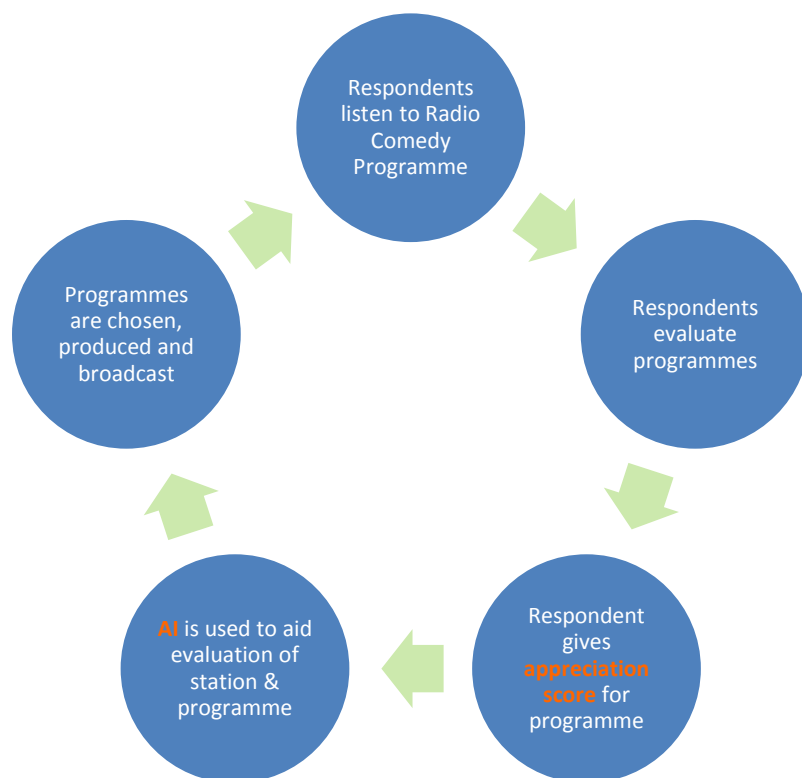 Respondents
listen to Radio
Comedy
Programme
Respondents
evaluate
programmes
Respondent
gives
appreciation
score for
programme
AI is used to aid
evaluation of
station &
programme
Programmes
are chosen,
produced and
broadcast